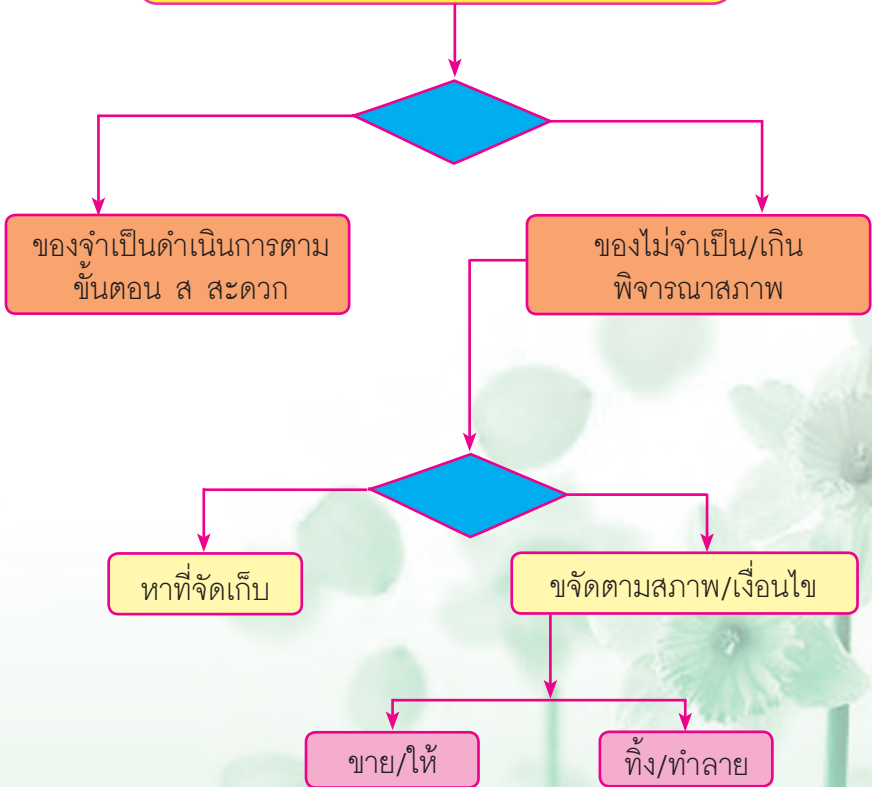 ของจำเป็นดำเนินการตาม
ขั้นตอน ส สะดวก
ของไม่จำเป็น/เกิน
พิจารณาสภาพ
หาที่จัดเก็บ
ขจัดตามสภาพ/เงื่อนไข
ขาย/ให้
ทิ้ง/ทำลาย